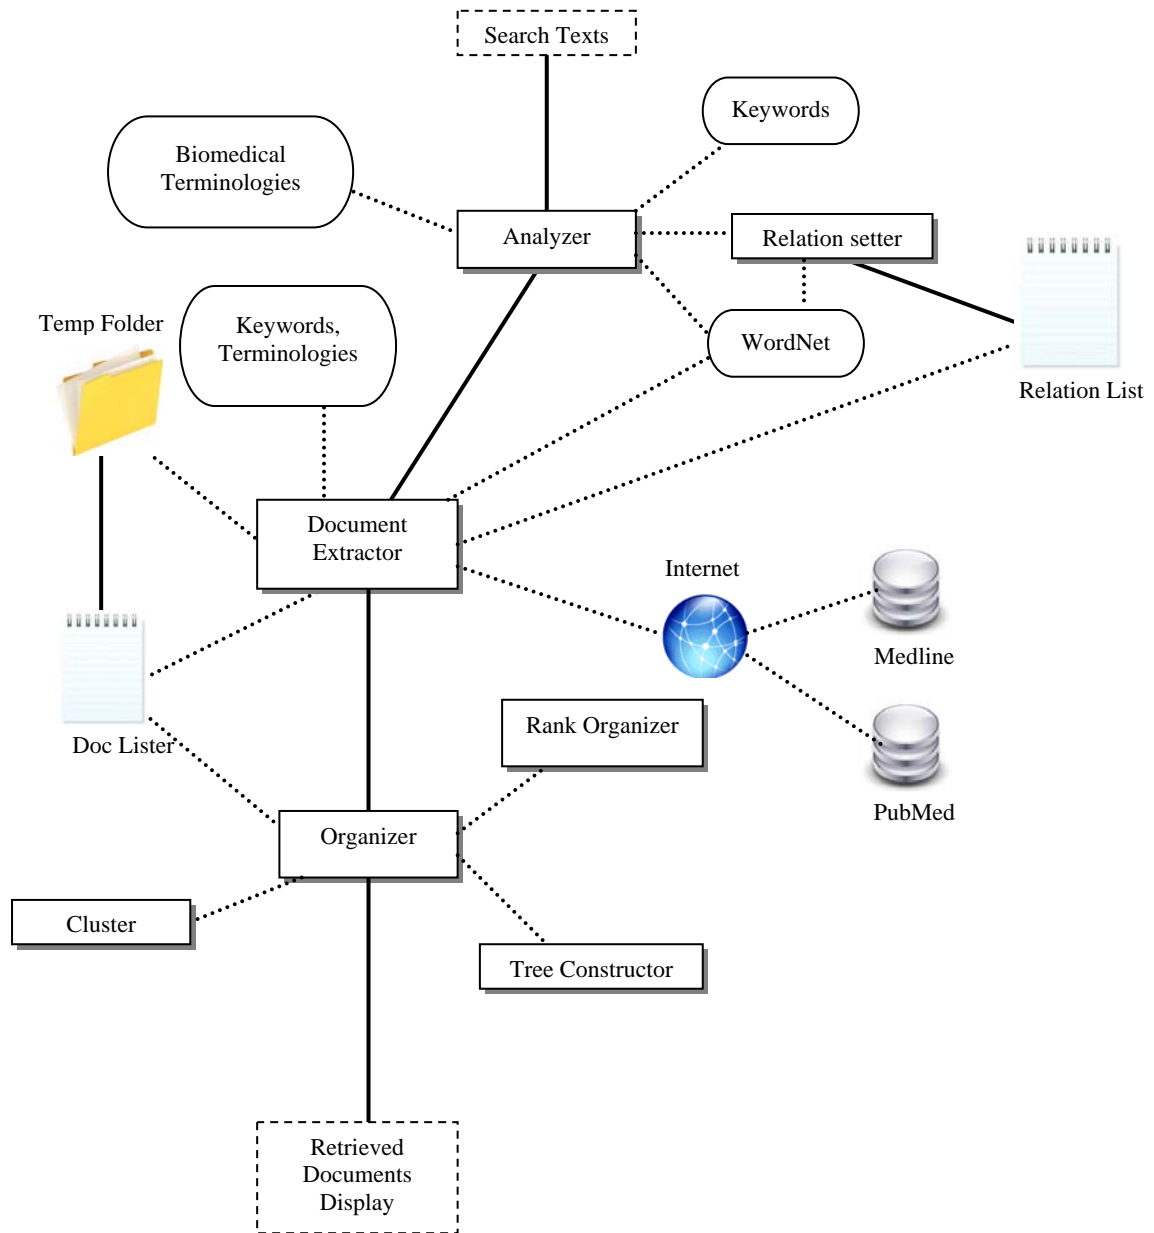 Search Texts
Keywords
Biomedical
Terminologies
Analyzer
Relation setter
Temp Folder
Keywords,
Terminologies
WordNet
Relation List
Document
Extractor
Internet
Medline
Rank Organizer
Doc Lister
PubMed
Organizer
Cluster
Tree Constructor
Retrieved
Documents
Display